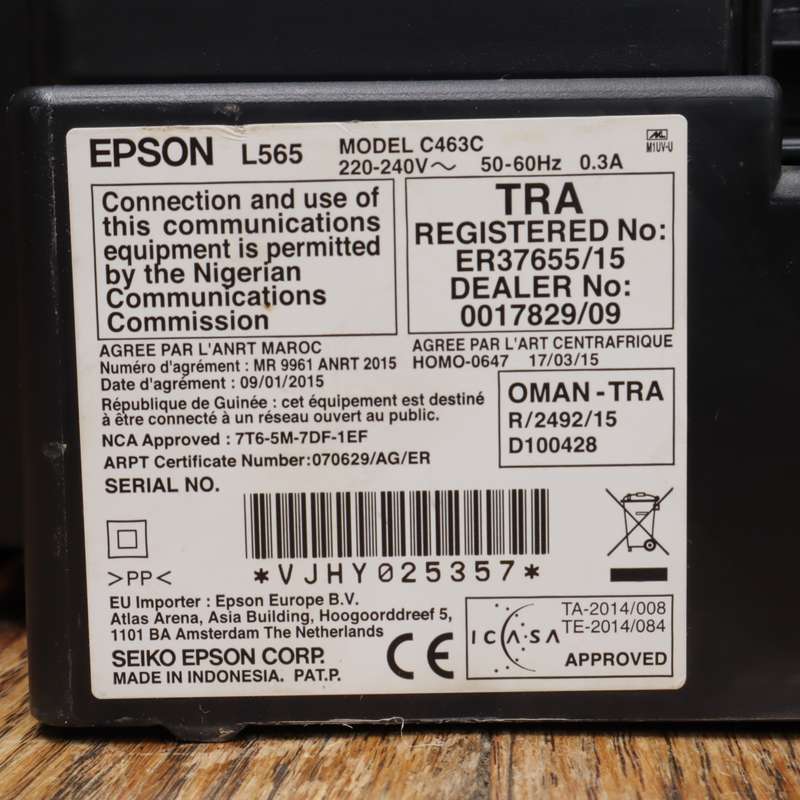 EPSON L565 MODEL C463C
220-240V~ 50-60Hz 0.3A
M1UV-U
Connection and use of
this communications
equipment is permitted
by the Nigerian
Communications
Commission
TRA
REGISTERED No:
ER37655/15
DEALER No:
0017829/09
AGREE PAR L'ANRT MAROC
Numéro d'agrément : MR 9961 ANRT 2015
Date d'agrément : 09/01/2015
AGREE PAR L'ART CENTRAFRIQUE
HOMO-0647 17/03/15
République de Guinée : cet équipement est destiné
à être connecté à un réseau ouvert au public.
NCA Approved : 7T6-5M-7DF-1EF
ARPT Certificate Number:070629/AG/ER
OMAN - TRA
R/2492/15
D100428
SERIAL NO.
*VJHY025357*
>PP<
EU Importer : Epson Europe B.V.
Atlas Arena, Asia Building, Hoogoorddreef 5,
1101 BA Amsterdam The Netherlands
SEIKO EPSON CORP.
MADE IN INDONESIA. PAT.P.
CE
ICASA
TA-2014/008
TE-2014/084
APPROVED